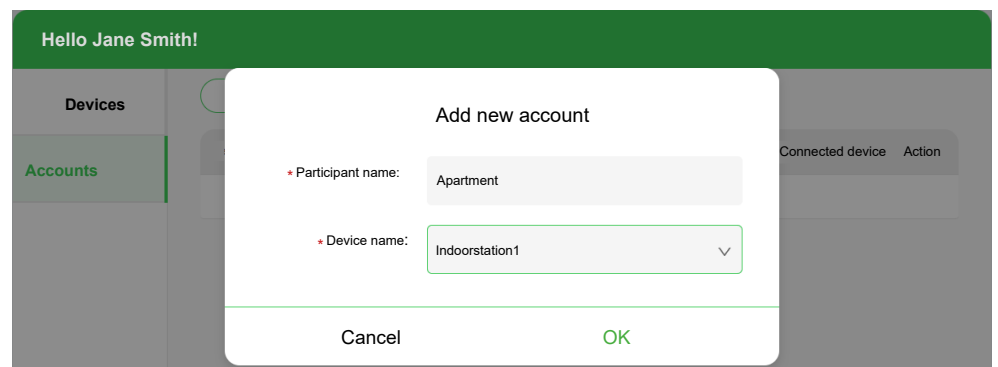 Hello Jane Smith!
Devices
Accounts
Add new account
Connected device Action
* Participant name: Apartment
* Device name: Indoorstation1
Cancel OK